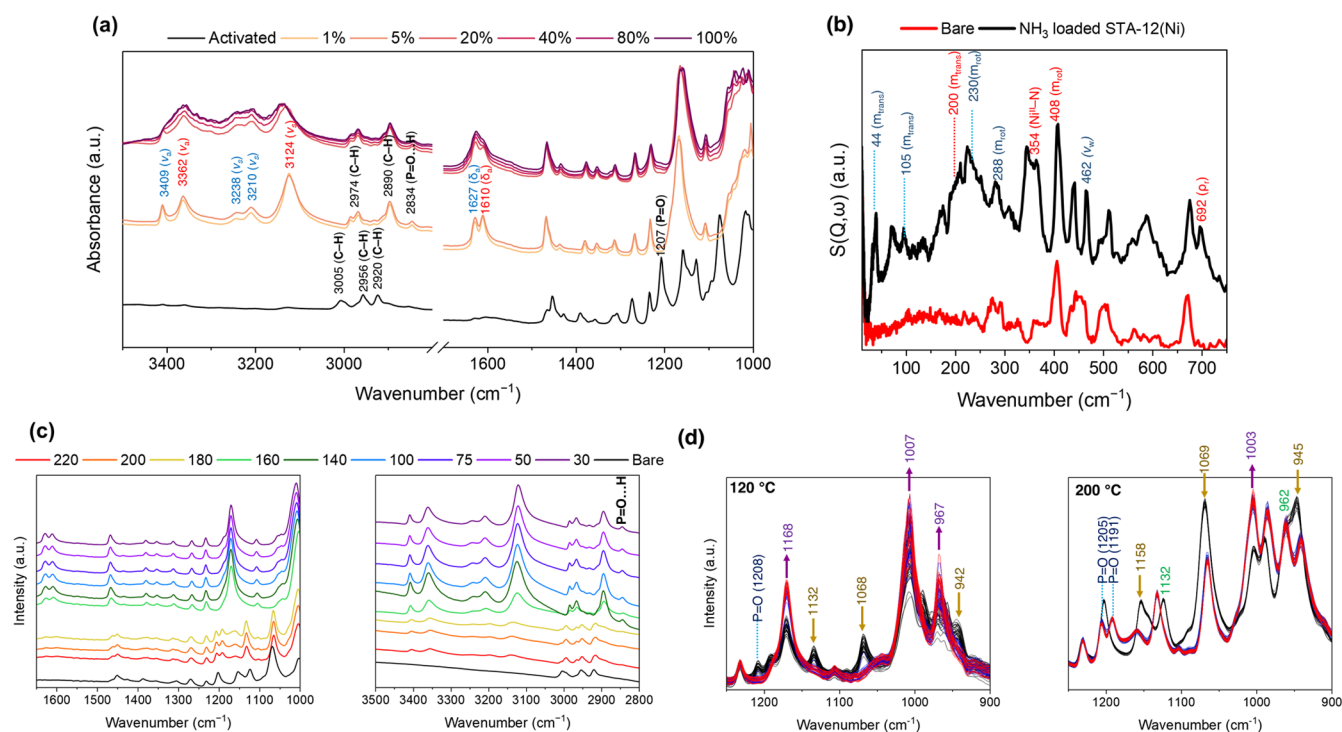 (a)
Activated 1% 5% 20% 40% 80% 100%
Absorbance (a.u.)
3409 (νs)
3362 (νa)
3238 (νs)
3210 (νs)
3124 (νs)
3005 (C–H)
2956 (C–H)
2920 (C–H)
2974 (C–H)
2890 (C–H)
2834 (P=O…H)
1627 (δa)
1610 (δa)
1207 (P=O)
3400 3200 3000 1600 1400 1200 1000
Wavenumber (cm⁻¹)
(b)
Bare NH₃ loaded STA-12(Ni)
S(Q,ω) (a.u.)
44 (mtrans)
105 (mtrans)
200 (mtrans)
230(mrot)
288 (mrot)
354 (Niᴵᴵ–N)
408 (mrot)
462 (νw)
692 (ρr)
100 200 300 400 500 600 700
Wavenumber (cm⁻¹)
(c)
220 200 180 160 140 100 75 50 30 Bare
Intensity (a.u.)
1600 1500 1400 1300 1200 1100 1000
Wavenumber (cm⁻¹)
P=O…H
3500 3400 3300 3200 3100 3000 2900 2800
Wavenumber (cm⁻¹)
(d)
120 °C
Intensity (a.u.)
P=O (1208)
1168
1132
1068
1007
967
942
1200 1100 1000 900
Wavenumber (cm⁻¹)
200 °C
P=O (1205)
P=O (1191)
1158
1132
1069
1003
962
945
1200 1100 1000 900
Wavenumber (cm⁻¹)